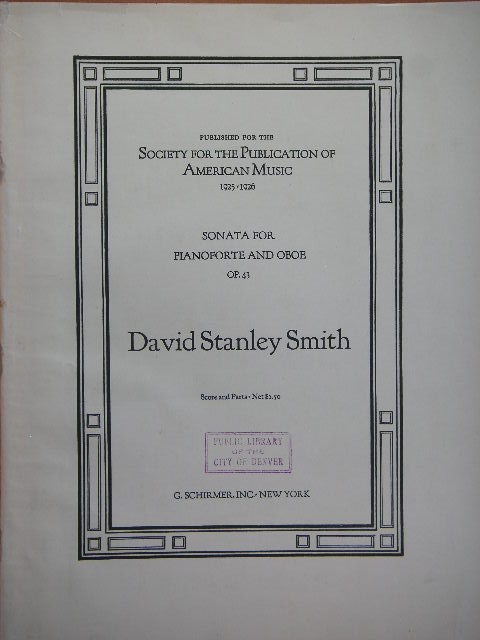 PUBLISHED FOR THE
SOCIETY FOR THE PUBLICATION OF
AMERICAN MUSIC
1925 · 1926
SONATA FOR
PIANOFORTE AND OBOE
OP. 43
David Stanley Smith
Score and Parts · Net $2.50
PUBLIC LIBRARY
OF THE
CITY OF DENVER
G. SCHIRMER, INC · NEW YORK